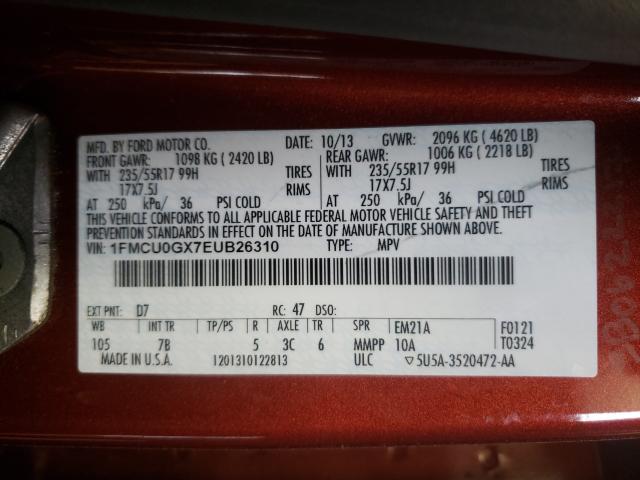 MFD. BY FORD MOTOR CO. DATE: 10/13 GVWR: 2096 KG ( 4620 LB)
FRONT GAWR: 1098 KG ( 2420 LB) REAR GAWR: 1006 KG ( 2218 LB)
WITH 235/55R17 99H TIRES WITH 235/55R17 99H TIRES
17X7.5J RIMS 17X7.5J RIMS
AT 250 kPa/ 36 PSI COLD AT 250 kPa/ 36 PSI COLD
THIS VEHICLE CONFORMS TO ALL APPLICABLE FEDERAL MOTOR VEHICLE SAFETY AND THEFT
PREVENTION STANDARDS IN EFFECT ON THE DATE OF MANUFACTURE SHOWN ABOVE.
VIN: 1FMCU0GX7EUB26310 TYPE: MPV
EXT PNT: D7 RC: 47 DSO:
WB INT TR TP/PS R AXLE TR SPR EM21A F0121
105 7B 5 3C 6 MMPP 10A T0324
MADE IN U.S.A. 1201310122813 ULC ▽5U5A-3520472-AA